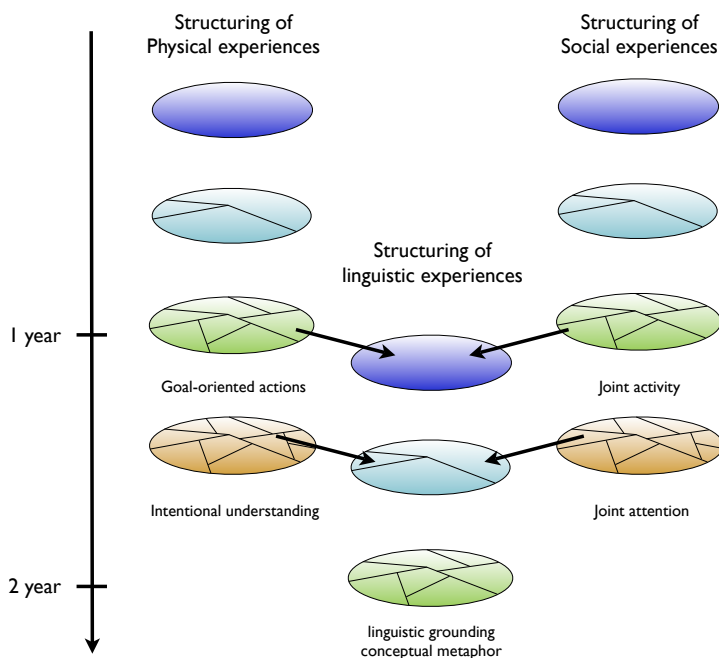 Structuring of
Physical experiences
Structuring of
Social experiences
Structuring of
linguistic experiences
1 year
Goal-oriented actions
Joint activity
Intentional understanding
Joint attention
2 year
linguistic grounding
conceptual metaphor